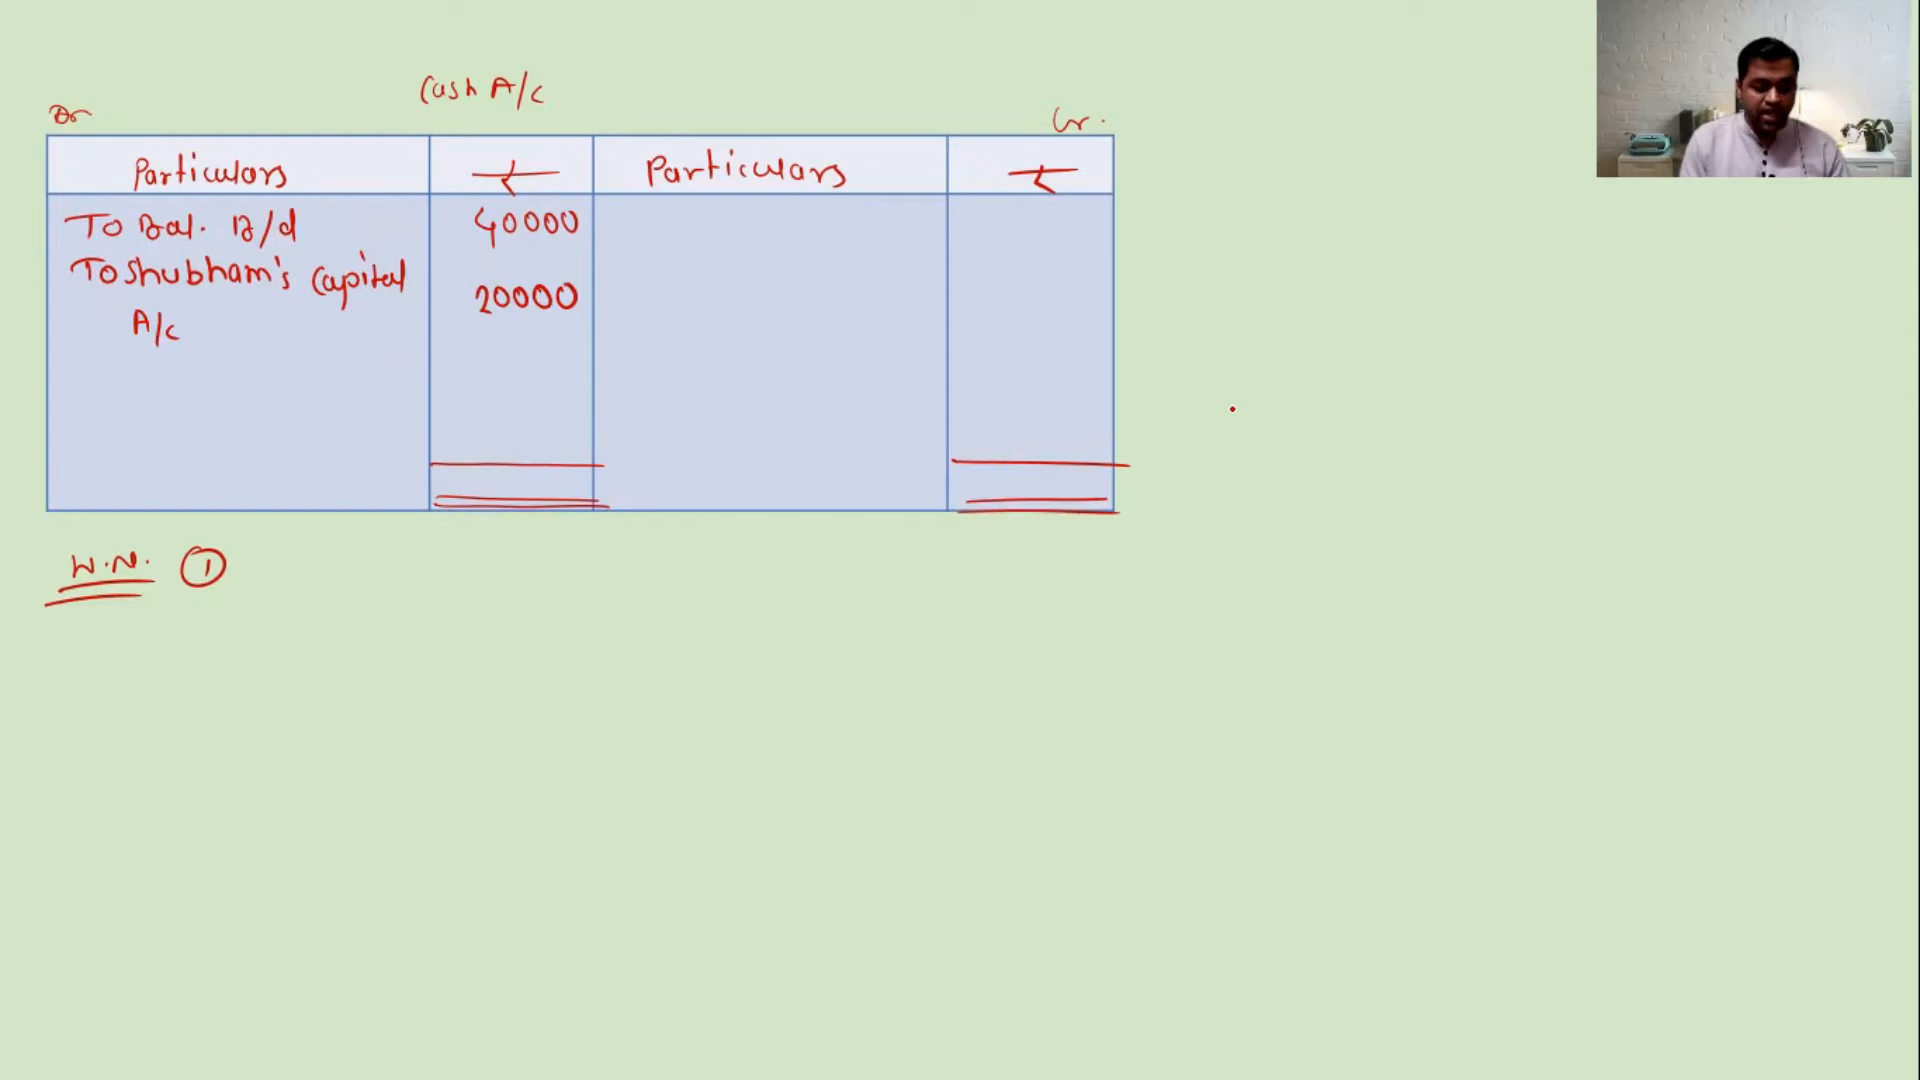 Cash A/c
Dr Cr.
Particulars ₹ Particulars ₹
To Bal. B/d 40000
To Shubham's Capital
A/c 20000
W.N. ①